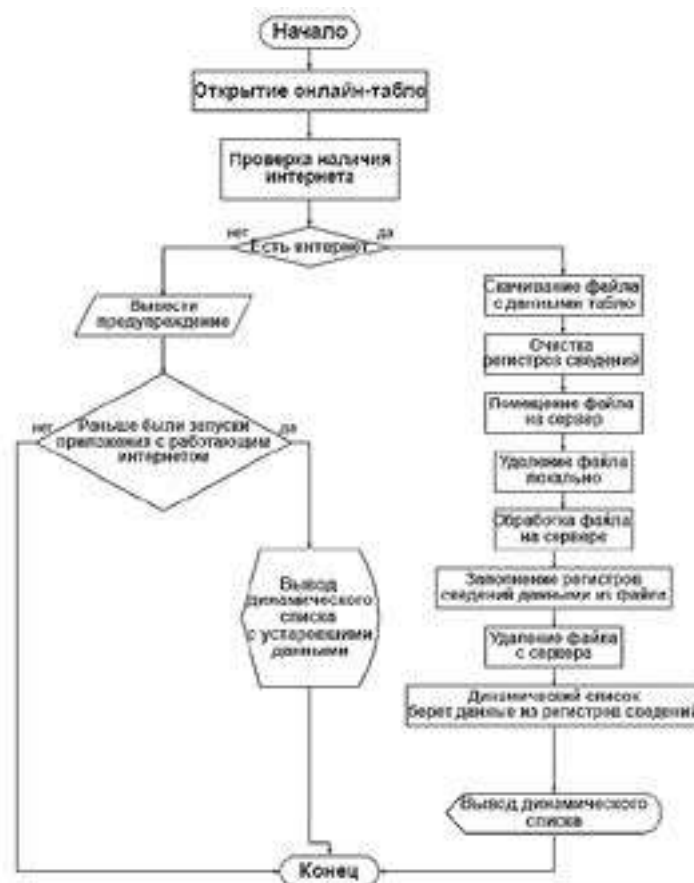 Начало
Открытие онлайн-табло
Проверка наличия
интернета
нет
Есть интернет
да
Вывести
предупреждение
нет
Раньше были запуски
приложения с работающим
интернетом
да
Вывод
динамического
списка
с устаревшими
данными
Скачивание файла
с данными табло
Очистка
регистров сведений
Помещение файла
на сервер
Удаление файла
локально
Обработка файла
на сервере
Заполнение регистров
сведений данными из файла
Удаление файла
с сервера
Динамический список
берет данные из регистров сведений
Вывод динамического
списка
Конец